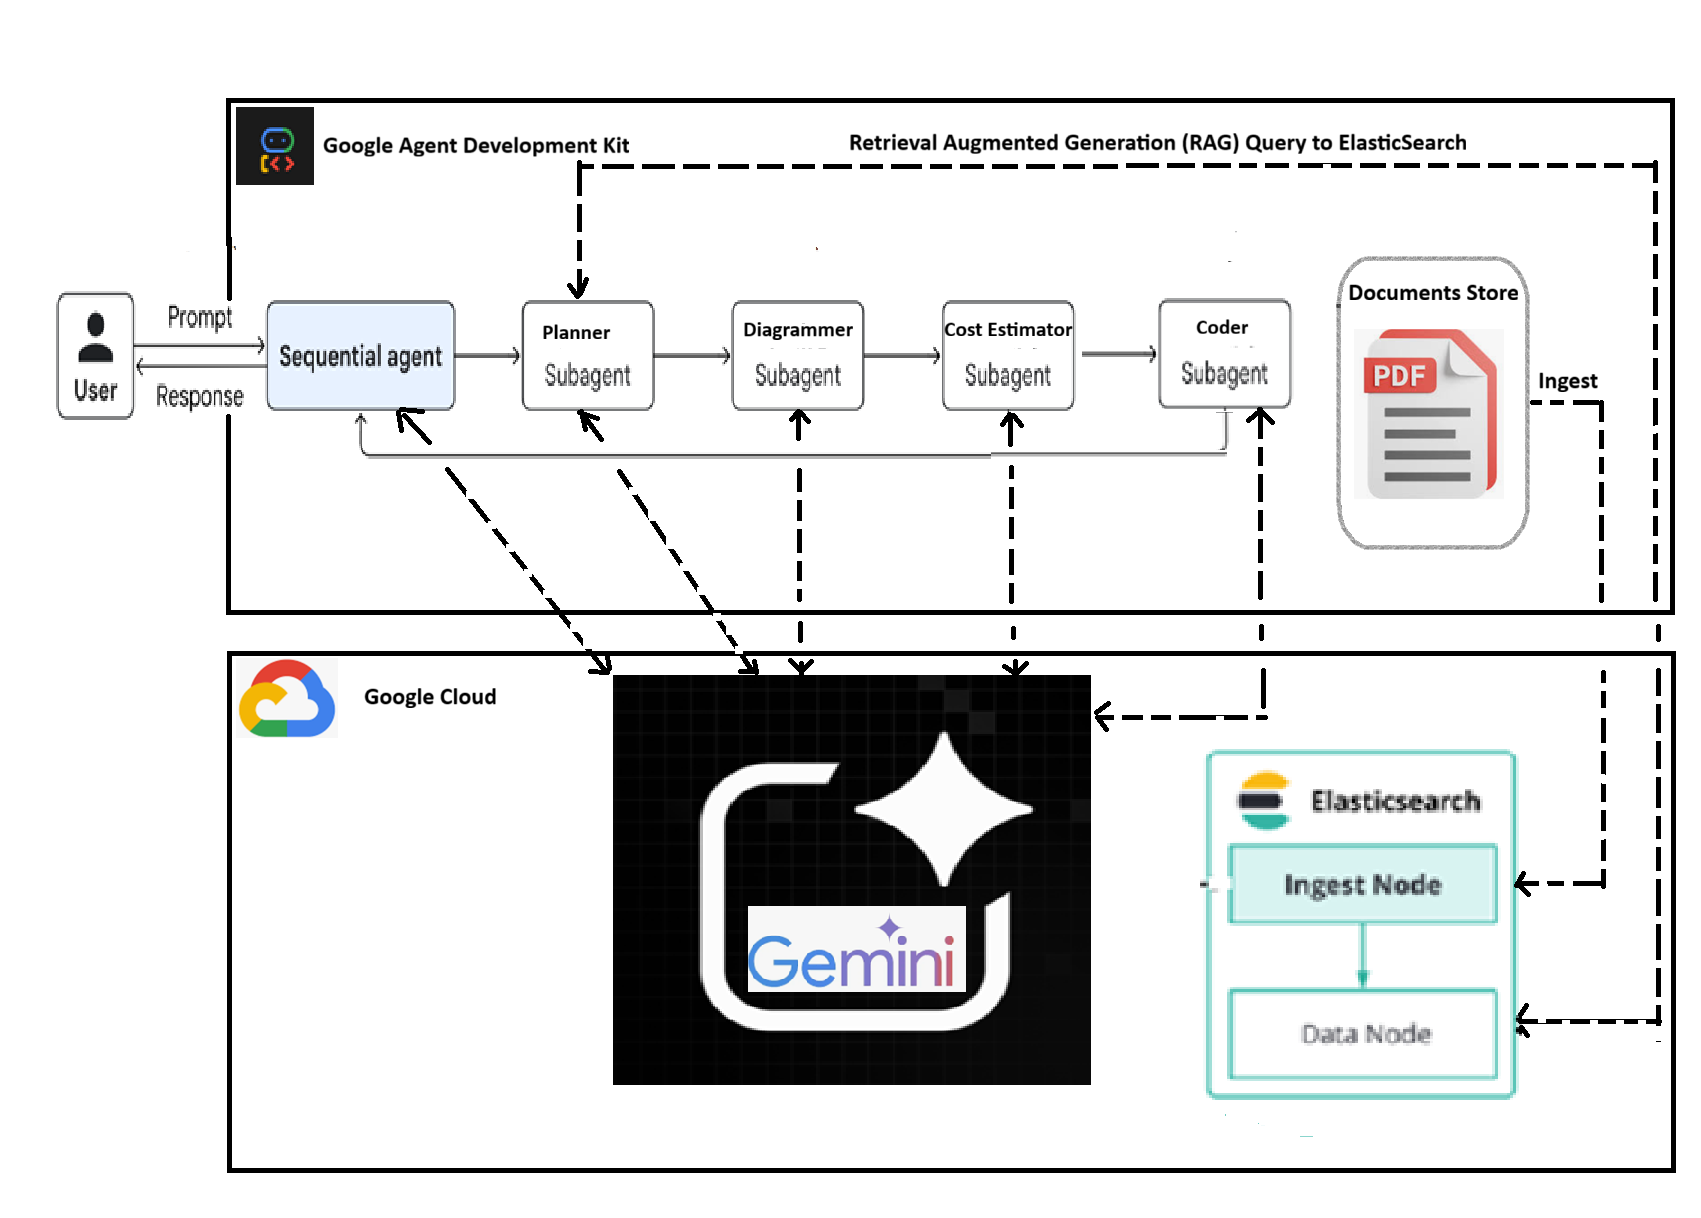 Google Agent Development Kit
Retrieval Augmented Generation (RAG) Query to ElasticSearch
User
Prompt
Response
Sequential agent
Planner
Subagent
Diagrammer
Subagent
Cost Estimator
Subagent
Coder
Subagent
Documents Store
PDF
Ingest
Google Cloud
Gemini
Elasticsearch
Ingest Node
Data Node